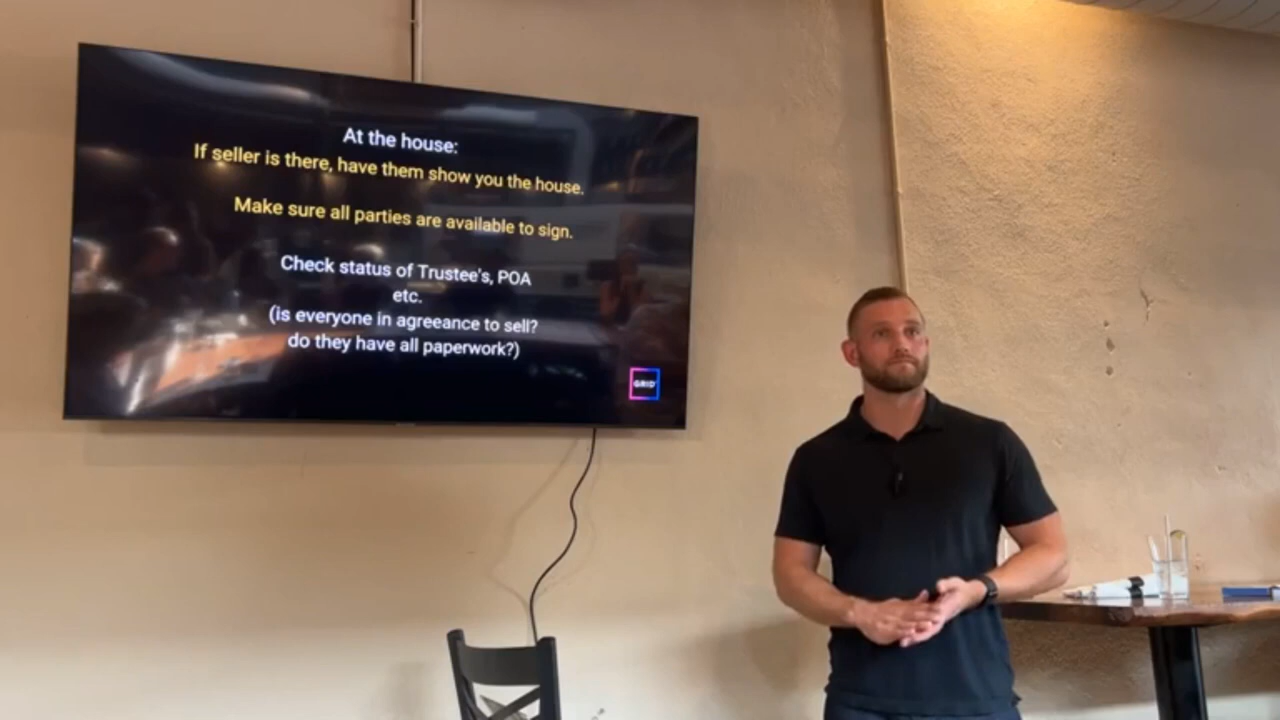 At the house:
If seller is there, have them show you the house.
Make sure all parties are available to sign.
Check status of Trustee's, POA
etc.
(is everyone in agreeance to sell?
do they have all paperwork?)
GRID